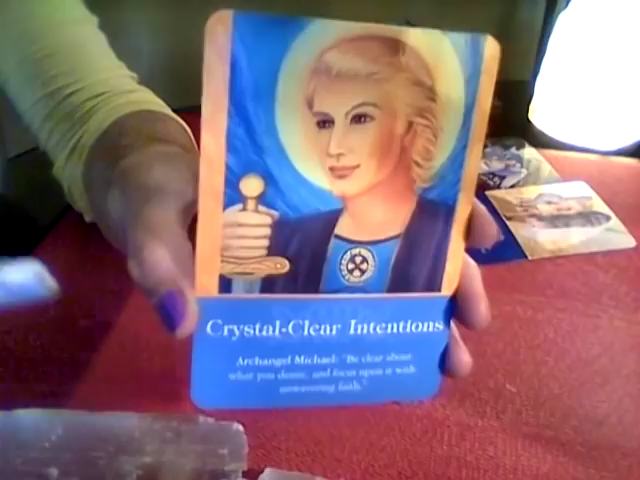 Crystal-Clear Intentions
Archangel Michael: "Be clear about
what you desire, and focus upon it with
unwavering faith."